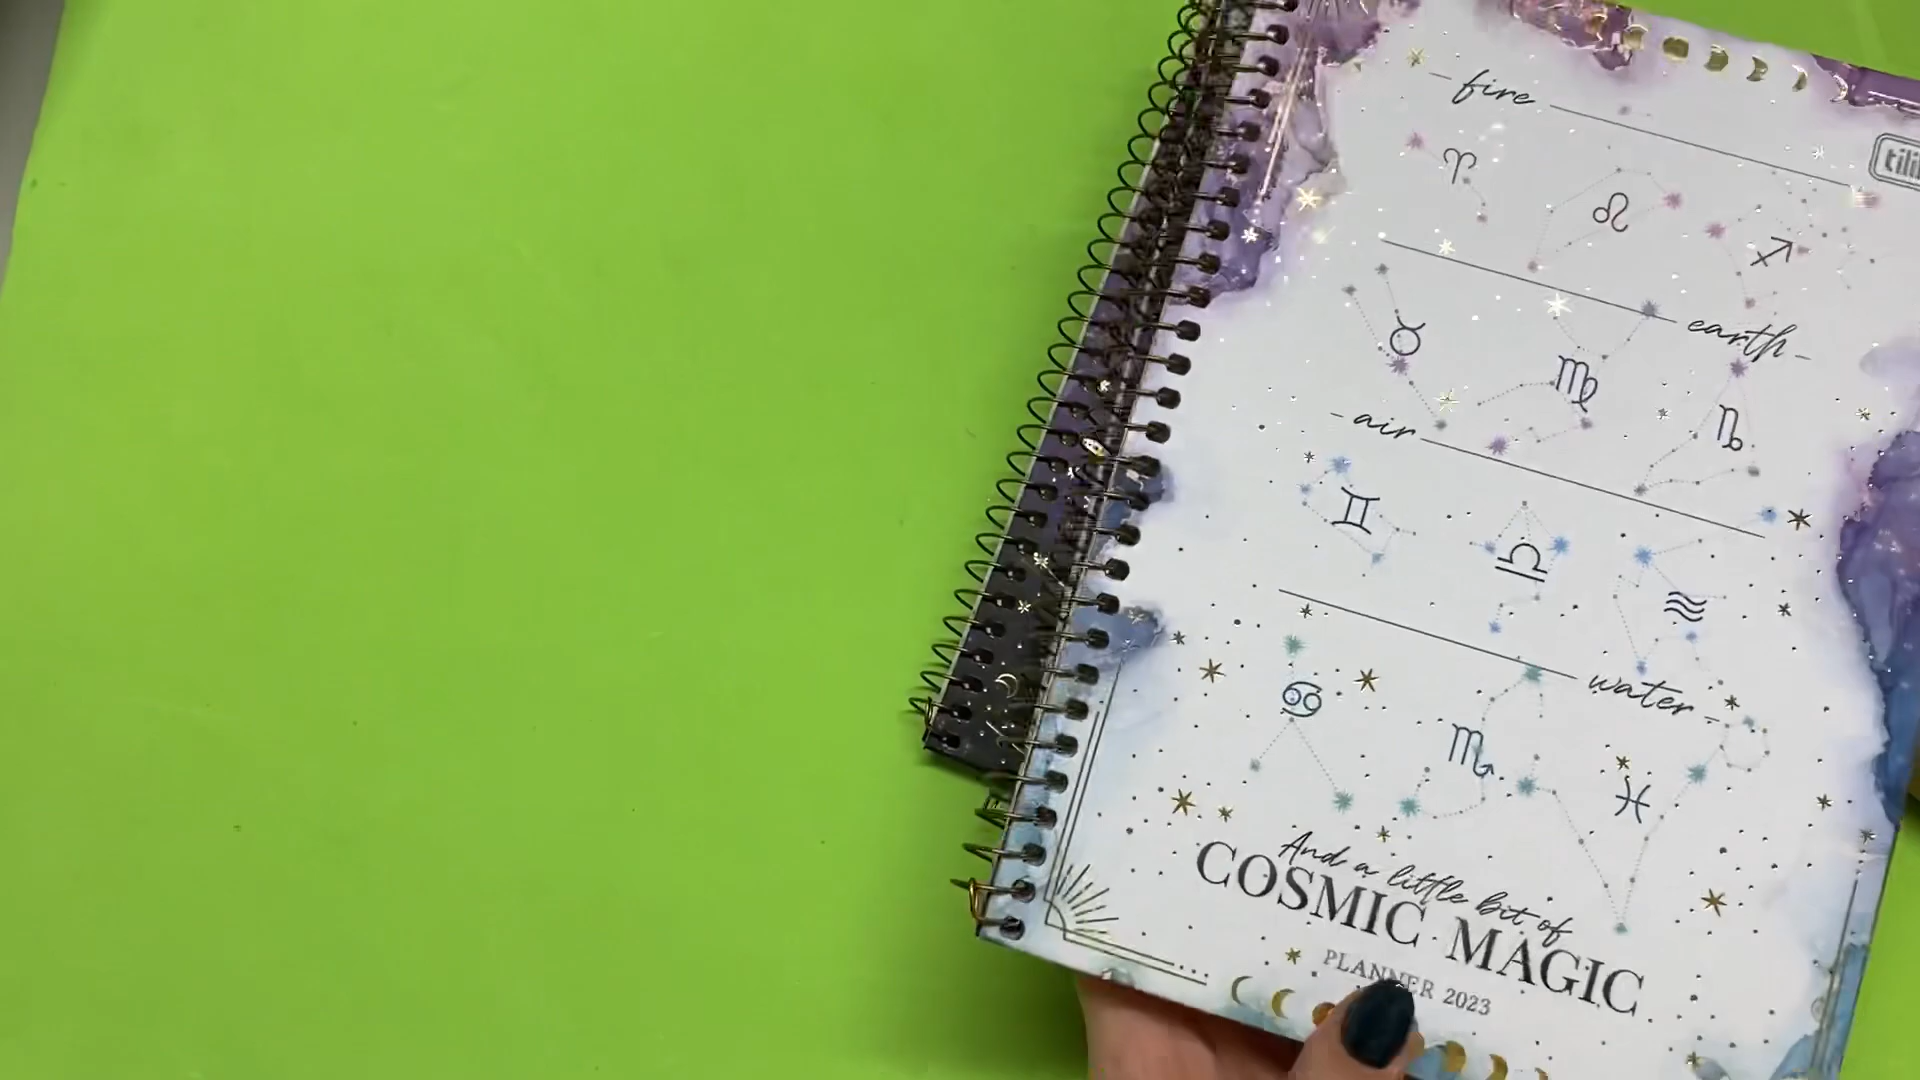 fire
earth
air
water
And a little bit of
COSMIC MAGIC
PLANNER 2023